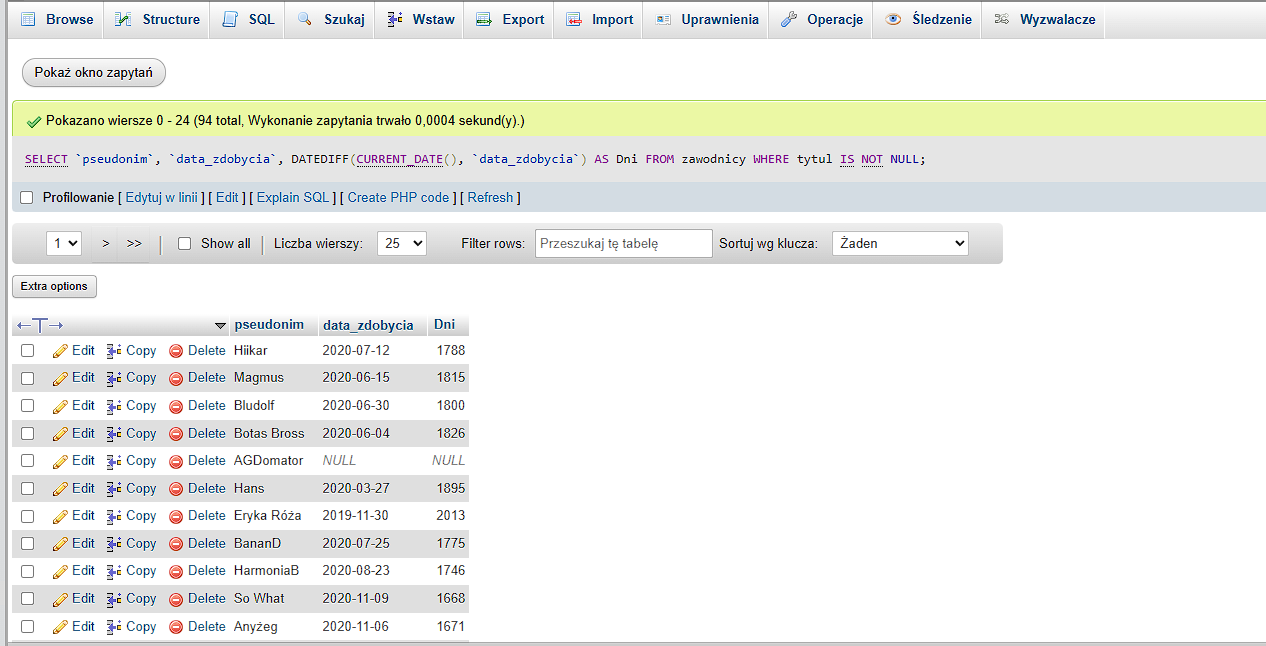 Browse Structure SQL Szukaj Wstaw Export Import Uprawnienia Operacje Śledzenie Wyzwalacze
Pokaż okno zapytań
Pokazano wiersze 0 - 24 (94 total, Wykonanie zapytania trwało 0,0004 sekund(y).)
SELECT `pseudonim`, `data_zdobycia`, DATEDIFF(CURRENT_DATE(), `data_zdobycia`) AS Dni FROM zawodnicy WHERE tytul IS NOT NULL;
Profilowanie [ Edytuj w linii ] [ Edit ] [ Explain SQL ] [ Create PHP code ] [ Refresh ]
1 > >> | Show all | Liczba wierszy: 25 Filter rows: Przeszukaj tę tabelę Sortuj wg klucza: Żaden
Extra options
←T→ pseudonim data_zdobycia Dni
Edit Copy Delete Hiikar 2020-07-12 1788
Edit Copy Delete Magmus 2020-06-15 1815
Edit Copy Delete Bludolf 2020-06-30 1800
Edit Copy Delete Botas Bross 2020-06-04 1826
Edit Copy Delete AGDomator NULL NULL
Edit Copy Delete Hans 2020-03-27 1895
Edit Copy Delete Eryka Róża 2019-11-30 2013
Edit Copy Delete BananD 2020-07-25 1775
Edit Copy Delete HarmoniaB 2020-08-23 1746
Edit Copy Delete So What 2020-11-09 1668
Edit Copy Delete Anyżeg 2020-11-06 1671